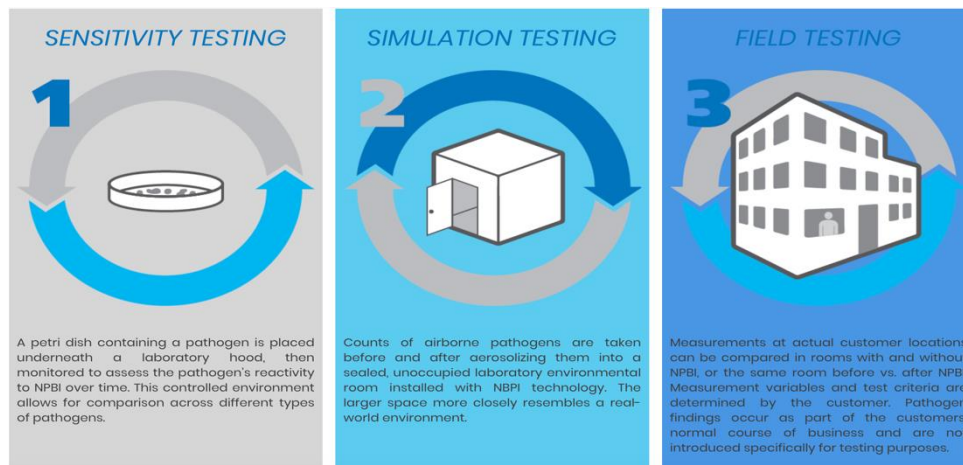 SENSITIVITY TESTING
1
A petri dish containing a pathogen is placed
underneath a laboratory hood, then
monitored to assess the pathogen's reactivity
to NPBI over time. This controlled environment
allows for comparison across different types
of pathogens.
SIMULATION TESTING
2
Counts of airborne pathogens are taken
before and after aerosolizing them into a
sealed, unoccupied laboratory environmental
room installed with NBPI technology. The
larger space more closely resembles a real-
world environment.
FIELD TESTING
3
Measurements at actual customer locations
can be compared in rooms with and withou
NPBI, or the same room before vs. after NPB
Measurement variables and test criteria are
determined by the customer. Pathogen
findings occur as part of the customers
normal course of business and are no
introduced specifically for testing purposes.